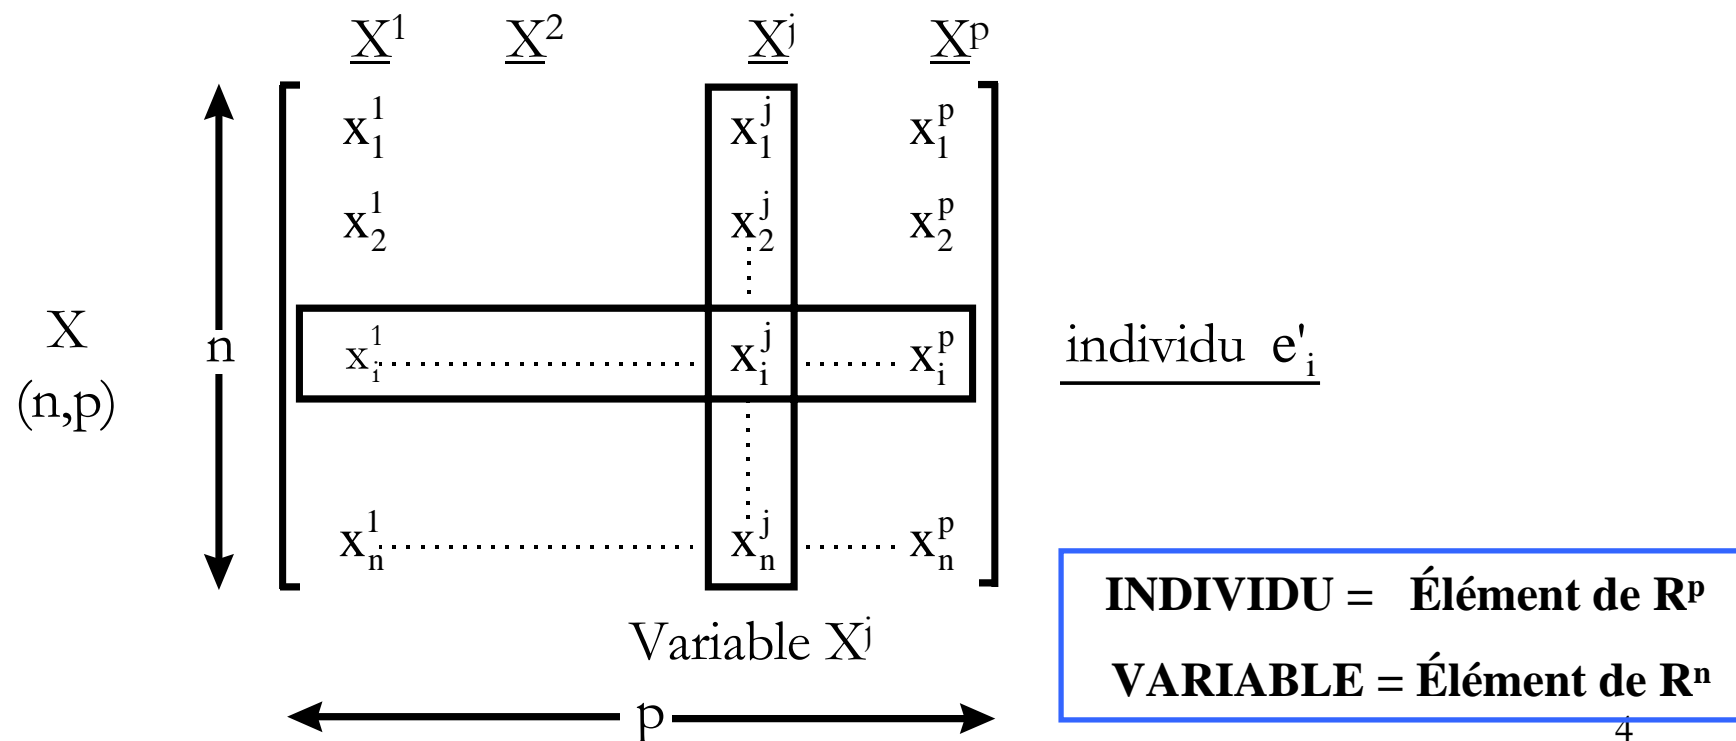 X¹ X² Xʲ Xᵖ
x₁¹ x₁ʲ x₁ᵖ
x₂¹ x₂ʲ x₂ᵖ
X
(n,p)
n
xᵢ¹ xᵢʲ xᵢᵖ
individu e'ᵢ
xₙ¹ xₙʲ xₙᵖ
INDIVIDU = Élément de Rᵖ
Variable Xʲ
VARIABLE = Élément de Rⁿ
p
4